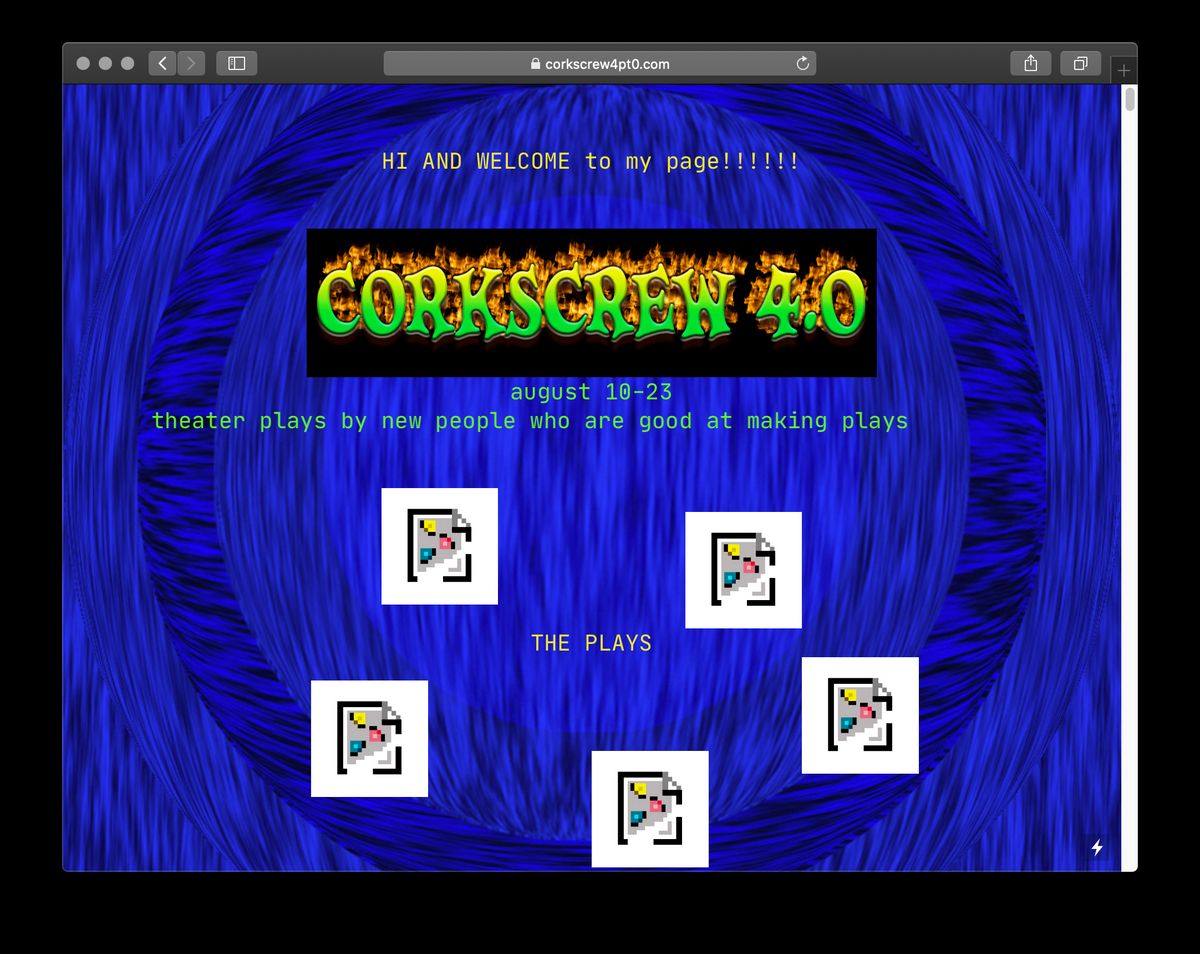 corkscrew4pt0.com
HI AND WELCOME to my page!!!!!!
CORKSCREW 4.0
august 10-23
theater plays by new people who are good at making plays
THE PLAYS